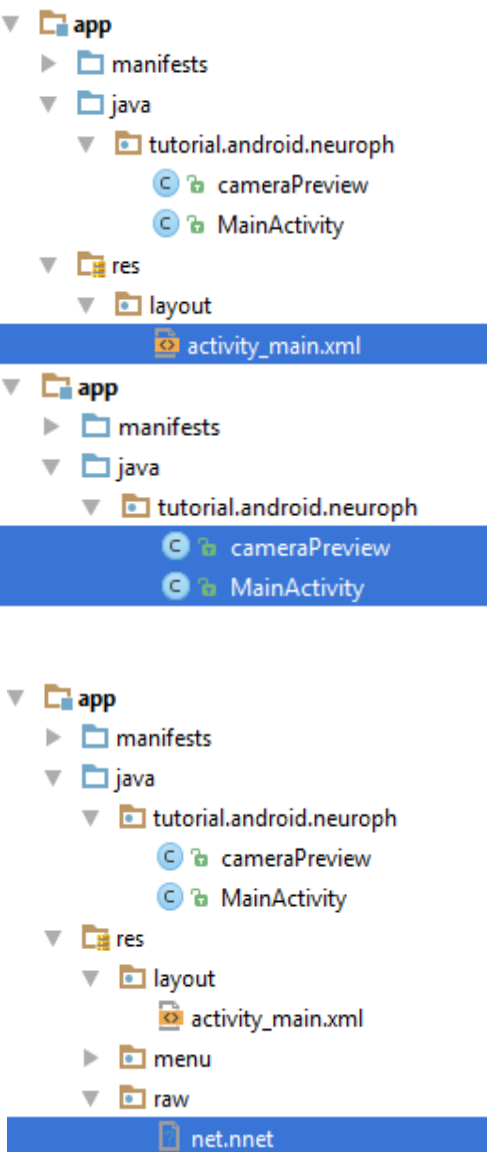 app
manifests
java
tutorial.android.neuroph
cameraPreview
MainActivity
res
layout
activity_main.xml
app
manifests
java
tutorial.android.neuroph
cameraPreview
MainActivity
app
manifests
java
tutorial.android.neuroph
cameraPreview
MainActivity
res
layout
activity_main.xml
menu
raw
net.nnet